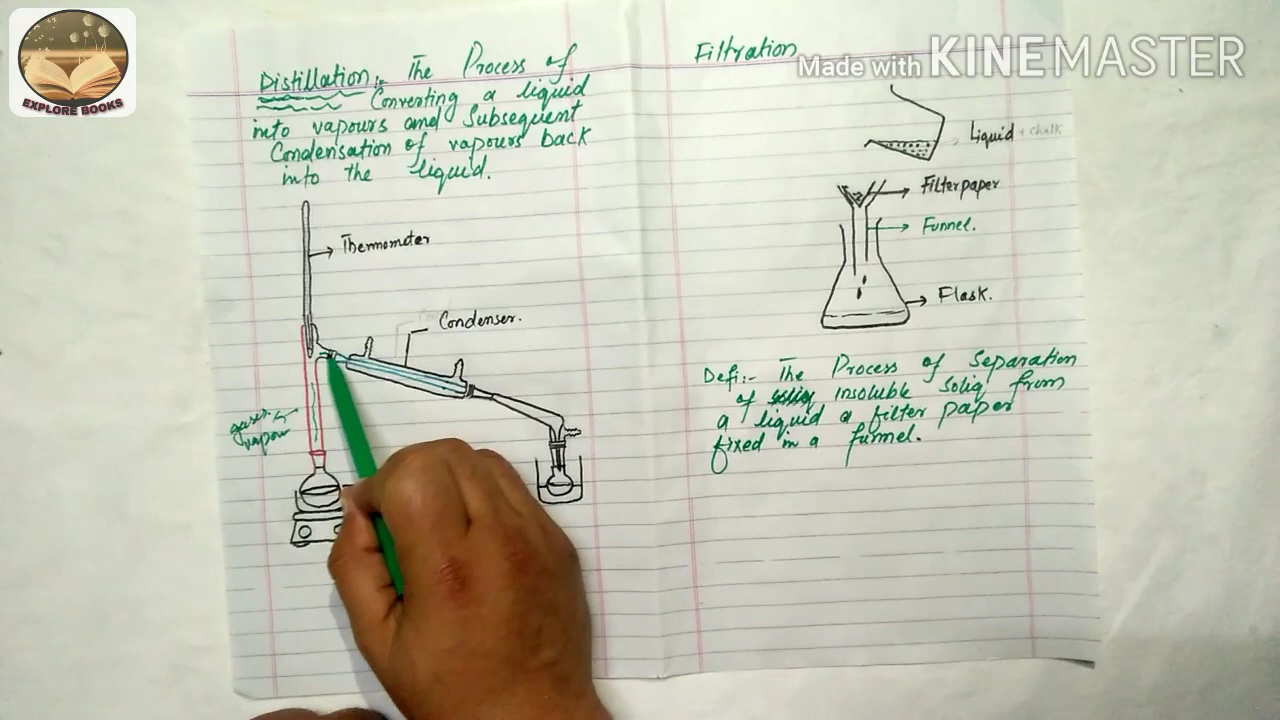 EXPLORE BOOKS
Made with KINEMASTER
Distillation:- The Process of
Converting a liquid
into vapours and Subsequent
Condensation of vapours back
into the liquid.
Thermometer
Condenser.
gases
vapour
Filtration
Liquid + chalk
Filterpaper
Funnel.
Flask.
Defi:- The Process of Separation
of insoluble soliq from
a liquid a filter paper
fixed in a funnel.